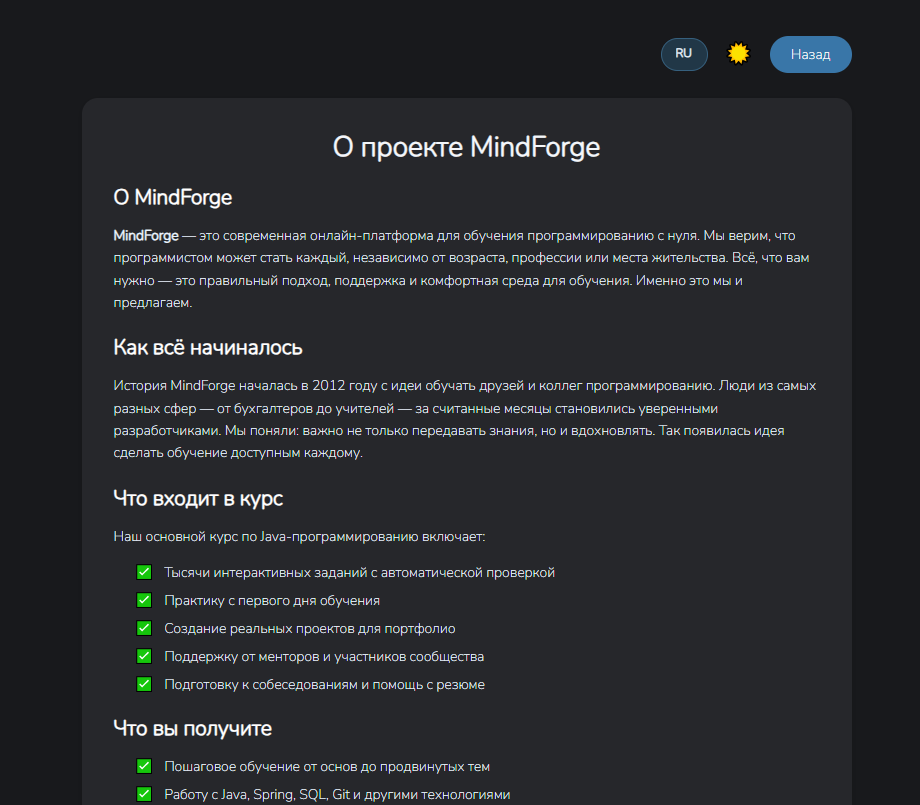 RU
Назад
О проекте MindForge
О MindForge
MindForge — это современная онлайн-платформа для обучения программированию с нуля. Мы верим, что
программистом может стать каждый, независимо от возраста, профессии или места жительства. Всё, что вам
нужно — это правильный подход, поддержка и комфортная среда для обучения. Именно это мы и
предлагаем.
Как всё начиналось
История MindForge началась в 2012 году с идеи обучать друзей и коллег программированию. Люди из самых
разных сфер — от бухгалтеров до учителей — за считанные месяцы становились уверенными
разработчиками. Мы поняли: важно не только передавать знания, но и вдохновлять. Так появилась идея
сделать обучение доступным каждому.
Что входит в курс
Наш основной курс по Java-программированию включает:
Тысячи интерактивных заданий с автоматической проверкой
Практику с первого дня обучения
Создание реальных проектов для портфолио
Поддержку от менторов и участников сообщества
Подготовку к собеседованиям и помощь с резюме
Что вы получите
Пошаговое обучение от основ до продвинутых тем
Работу с Java, Spring, SQL, Git и другими технологиями